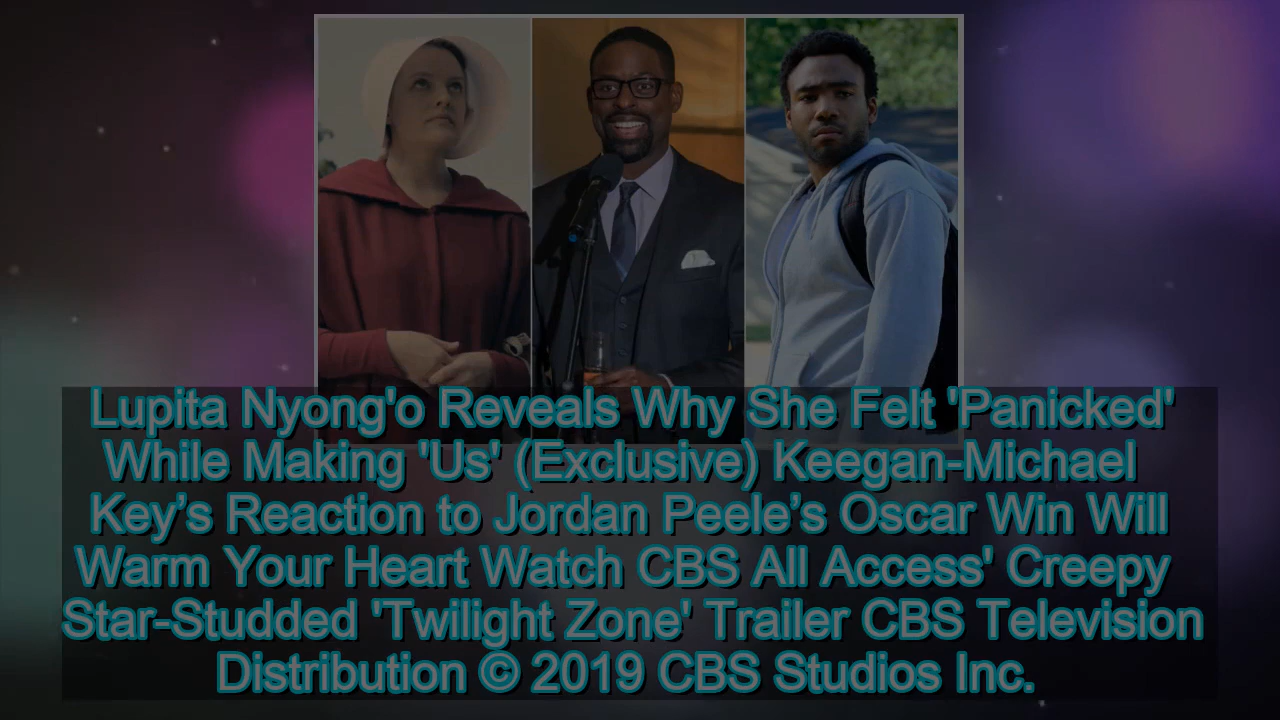 Lupita Nyong'o Reveals Why She Felt 'Panicked'
While Making 'Us' (Exclusive) Keegan-Michael
Key’s Reaction to Jordan Peele’s Oscar Win Will
Warm Your Heart Watch CBS All Access' Creepy
Star-Studded 'Twilight Zone' Trailer CBS Television
Distribution © 2019 CBS Studios Inc.